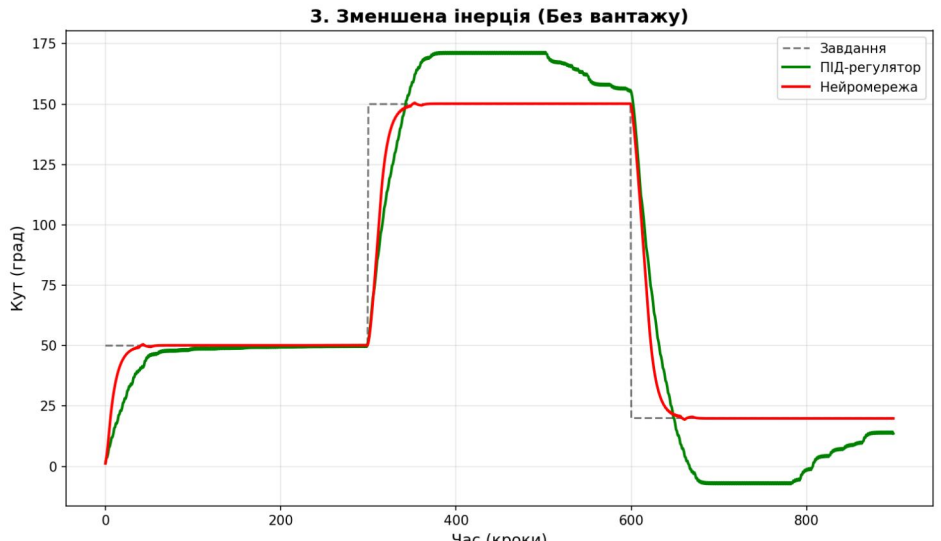 3. Зменшена інерція (Без вантажу)
Завдання
ПІД-регулятор
Нейромережа
175
150
125
100
75
50
25
0
Кут (град)
0 200 400 600 800
Час (кроки)